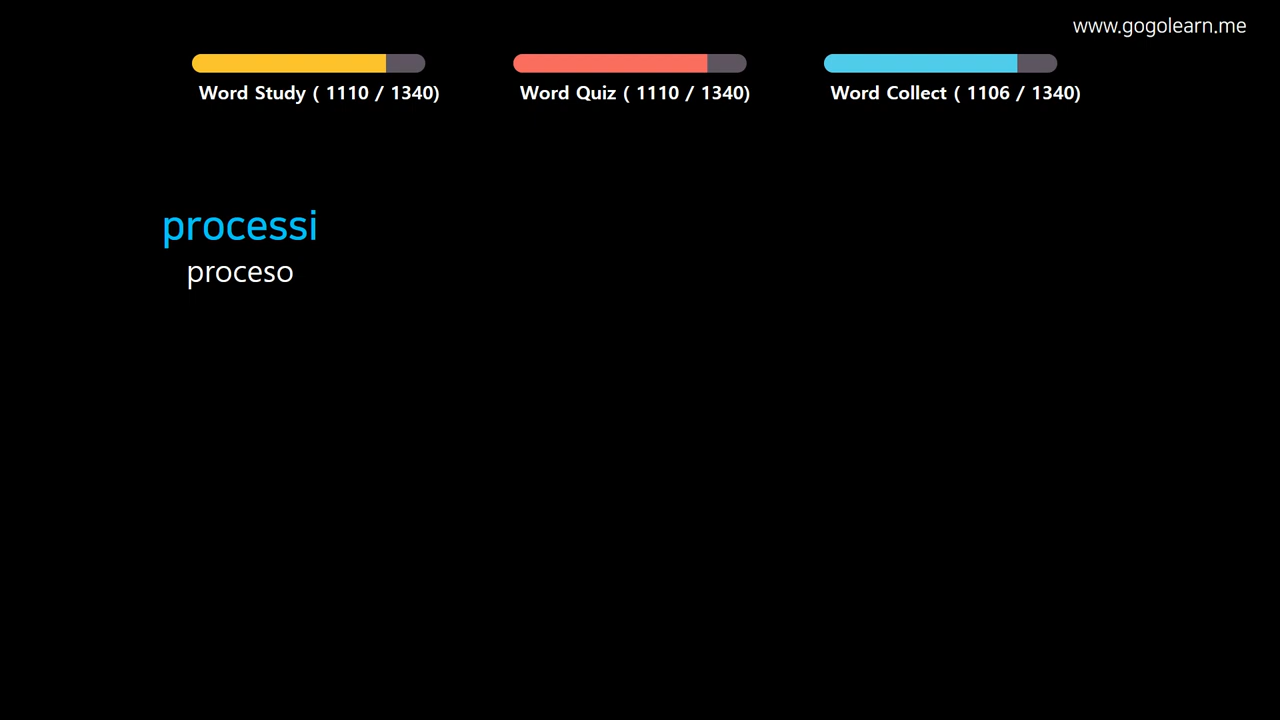 www.gogolearn.me
Word Study ( 1110 / 1340)
Word Quiz ( 1110 / 1340)
Word Collect ( 1106 / 1340)
processi
proceso